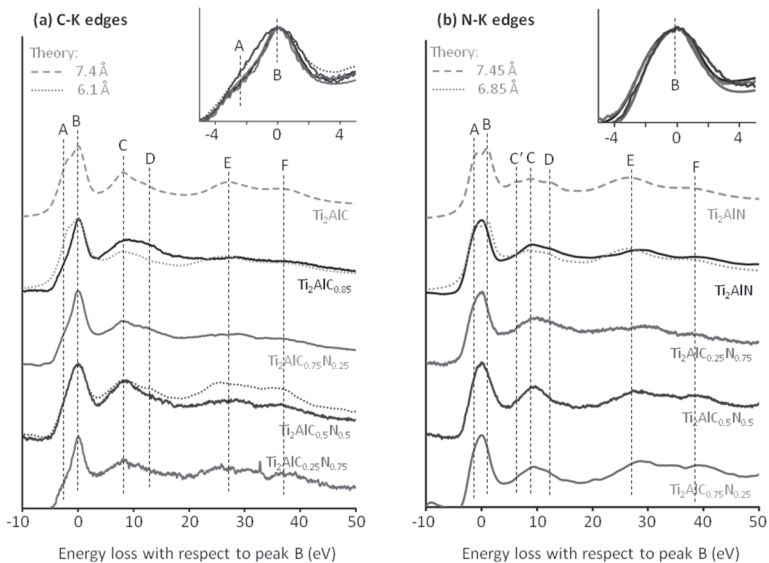 (a) C-K edges
Theory:
7.4 Å
6.1 Å
A
B
-4
0
4
A
B
C
D
E
F
Ti₂AlC
Ti₂AlC₀.₈₅
Ti₂AlC₀.₇₅N₀.₂₅
Ti₂AlC₀.₅N₀.₅
Ti₂AlC₀.₂₅N₀.₇₅
-10
0
10
20
30
40
50
Energy loss with respect to peak B (eV)
(b) N-K edges
Theory:
7.45 Å
6.85 Å
B
-4
0
4
A
B
C'
C
D
E
F
Ti₂AlN
Ti₂AlN
Ti₂AlC₀.₂₅N₀.₇₅
Ti₂AlC₀.₅N₀.₅
Ti₂AlC₀.₇₅N₀.₂₅
-10
0
10
20
30
40
50
Energy loss with respect to peak B (eV)